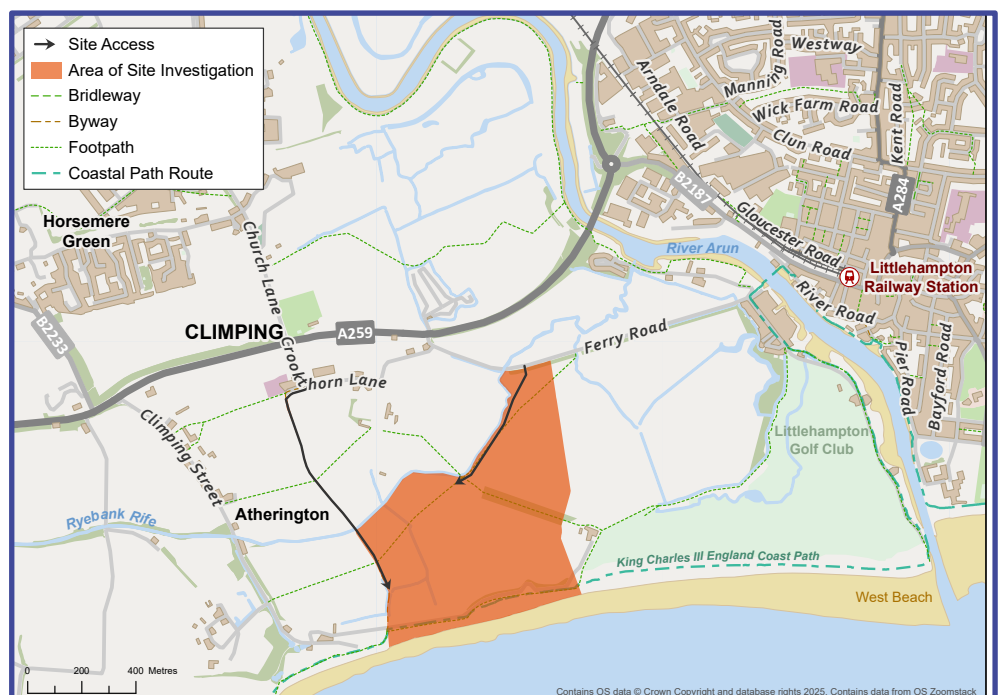 Site Access
Area of Site Investigation
Bridleway
Byway
Footpath
Coastal Path Route
Westway
Manning Road
Arndale Road
Wick Farm Road
Clun Road
Kent Road
A284
B2187
Gloucester Road
River Arun
Littlehampton
Railway Station
River Road
Pier Road
Bayford Road
Horsemere
Green
Church Lane
B2233
CLIMPING
A259
Ferry Road
Crookthorn Lane
Climping Street
Littlehampton
Golf Club
Atherington
Ryebank Rife
King Charles III England Coast Path
West Beach
0 200 400 Metres
Contains OS data © Crown Copyright and database rights 2025. Contains data from OS Zoomstack